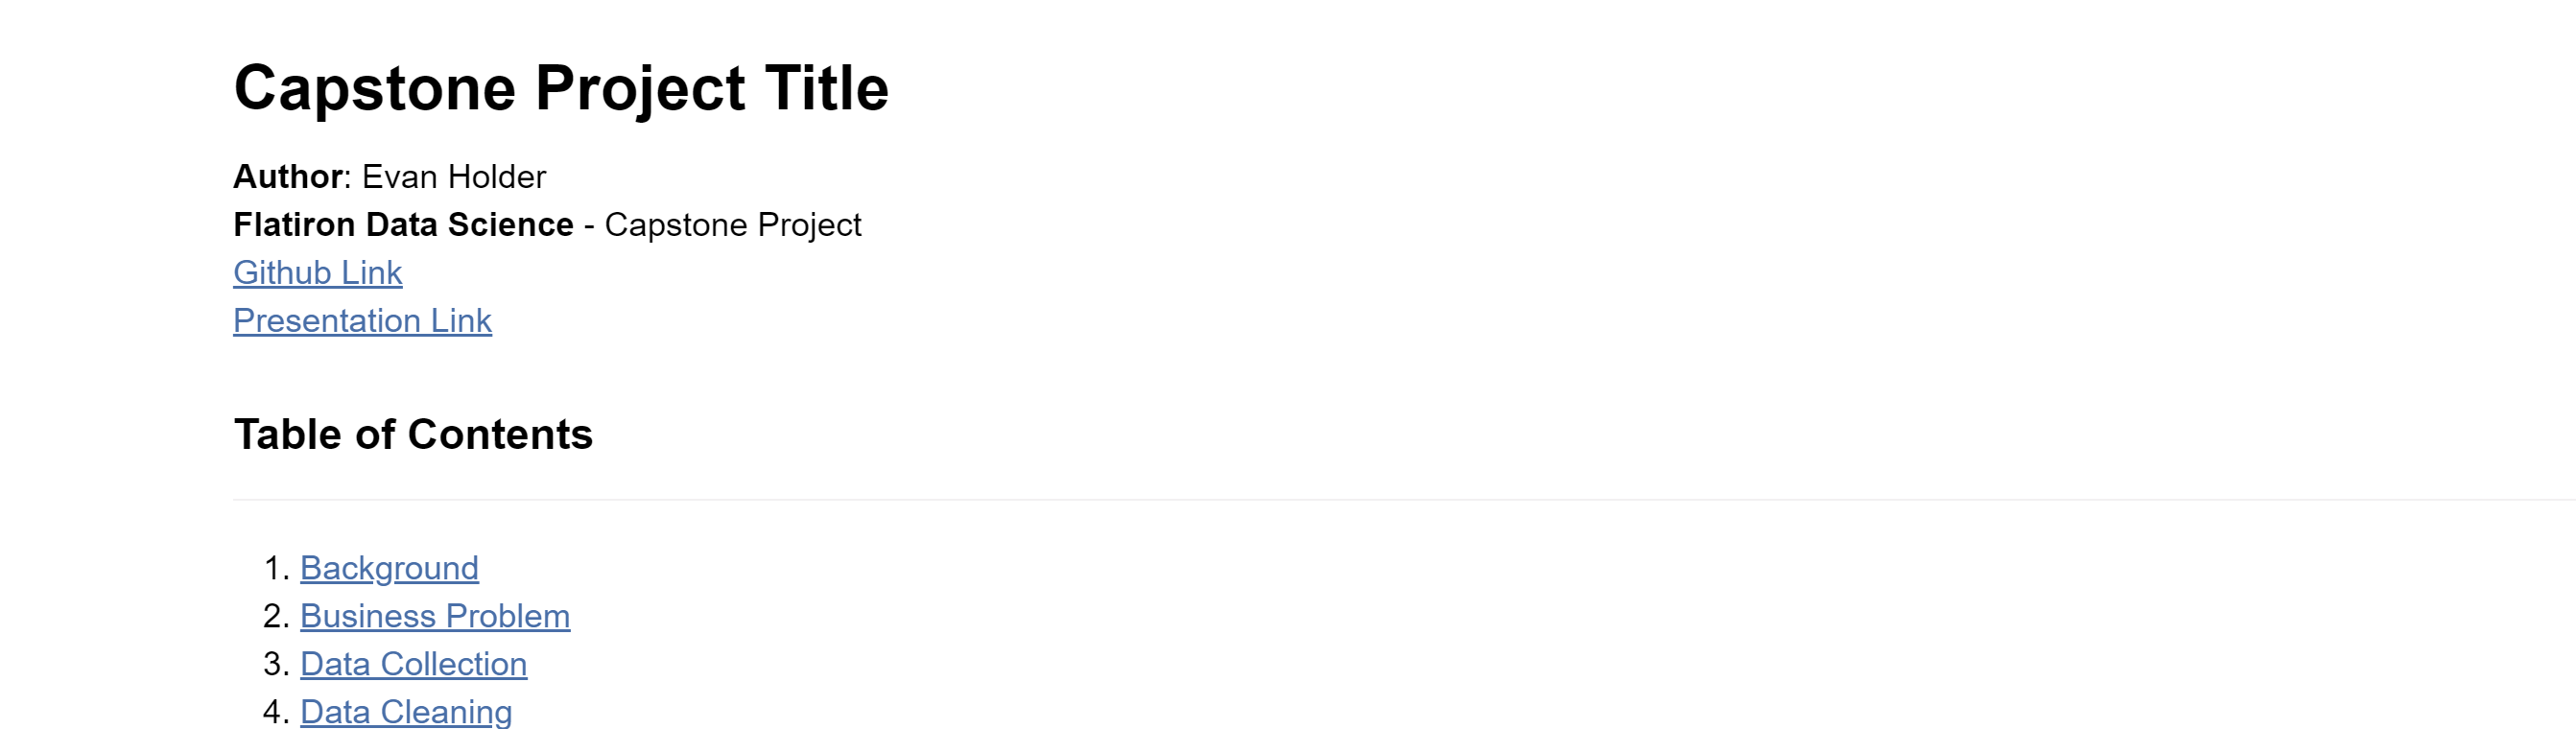 Capstone Project Title
Author: Evan Holder
Flatiron Data Science - Capstone Project
Github Link
Presentation Link
Table of Contents
1. Background
2. Business Problem
3. Data Collection
4. Data Cleaning